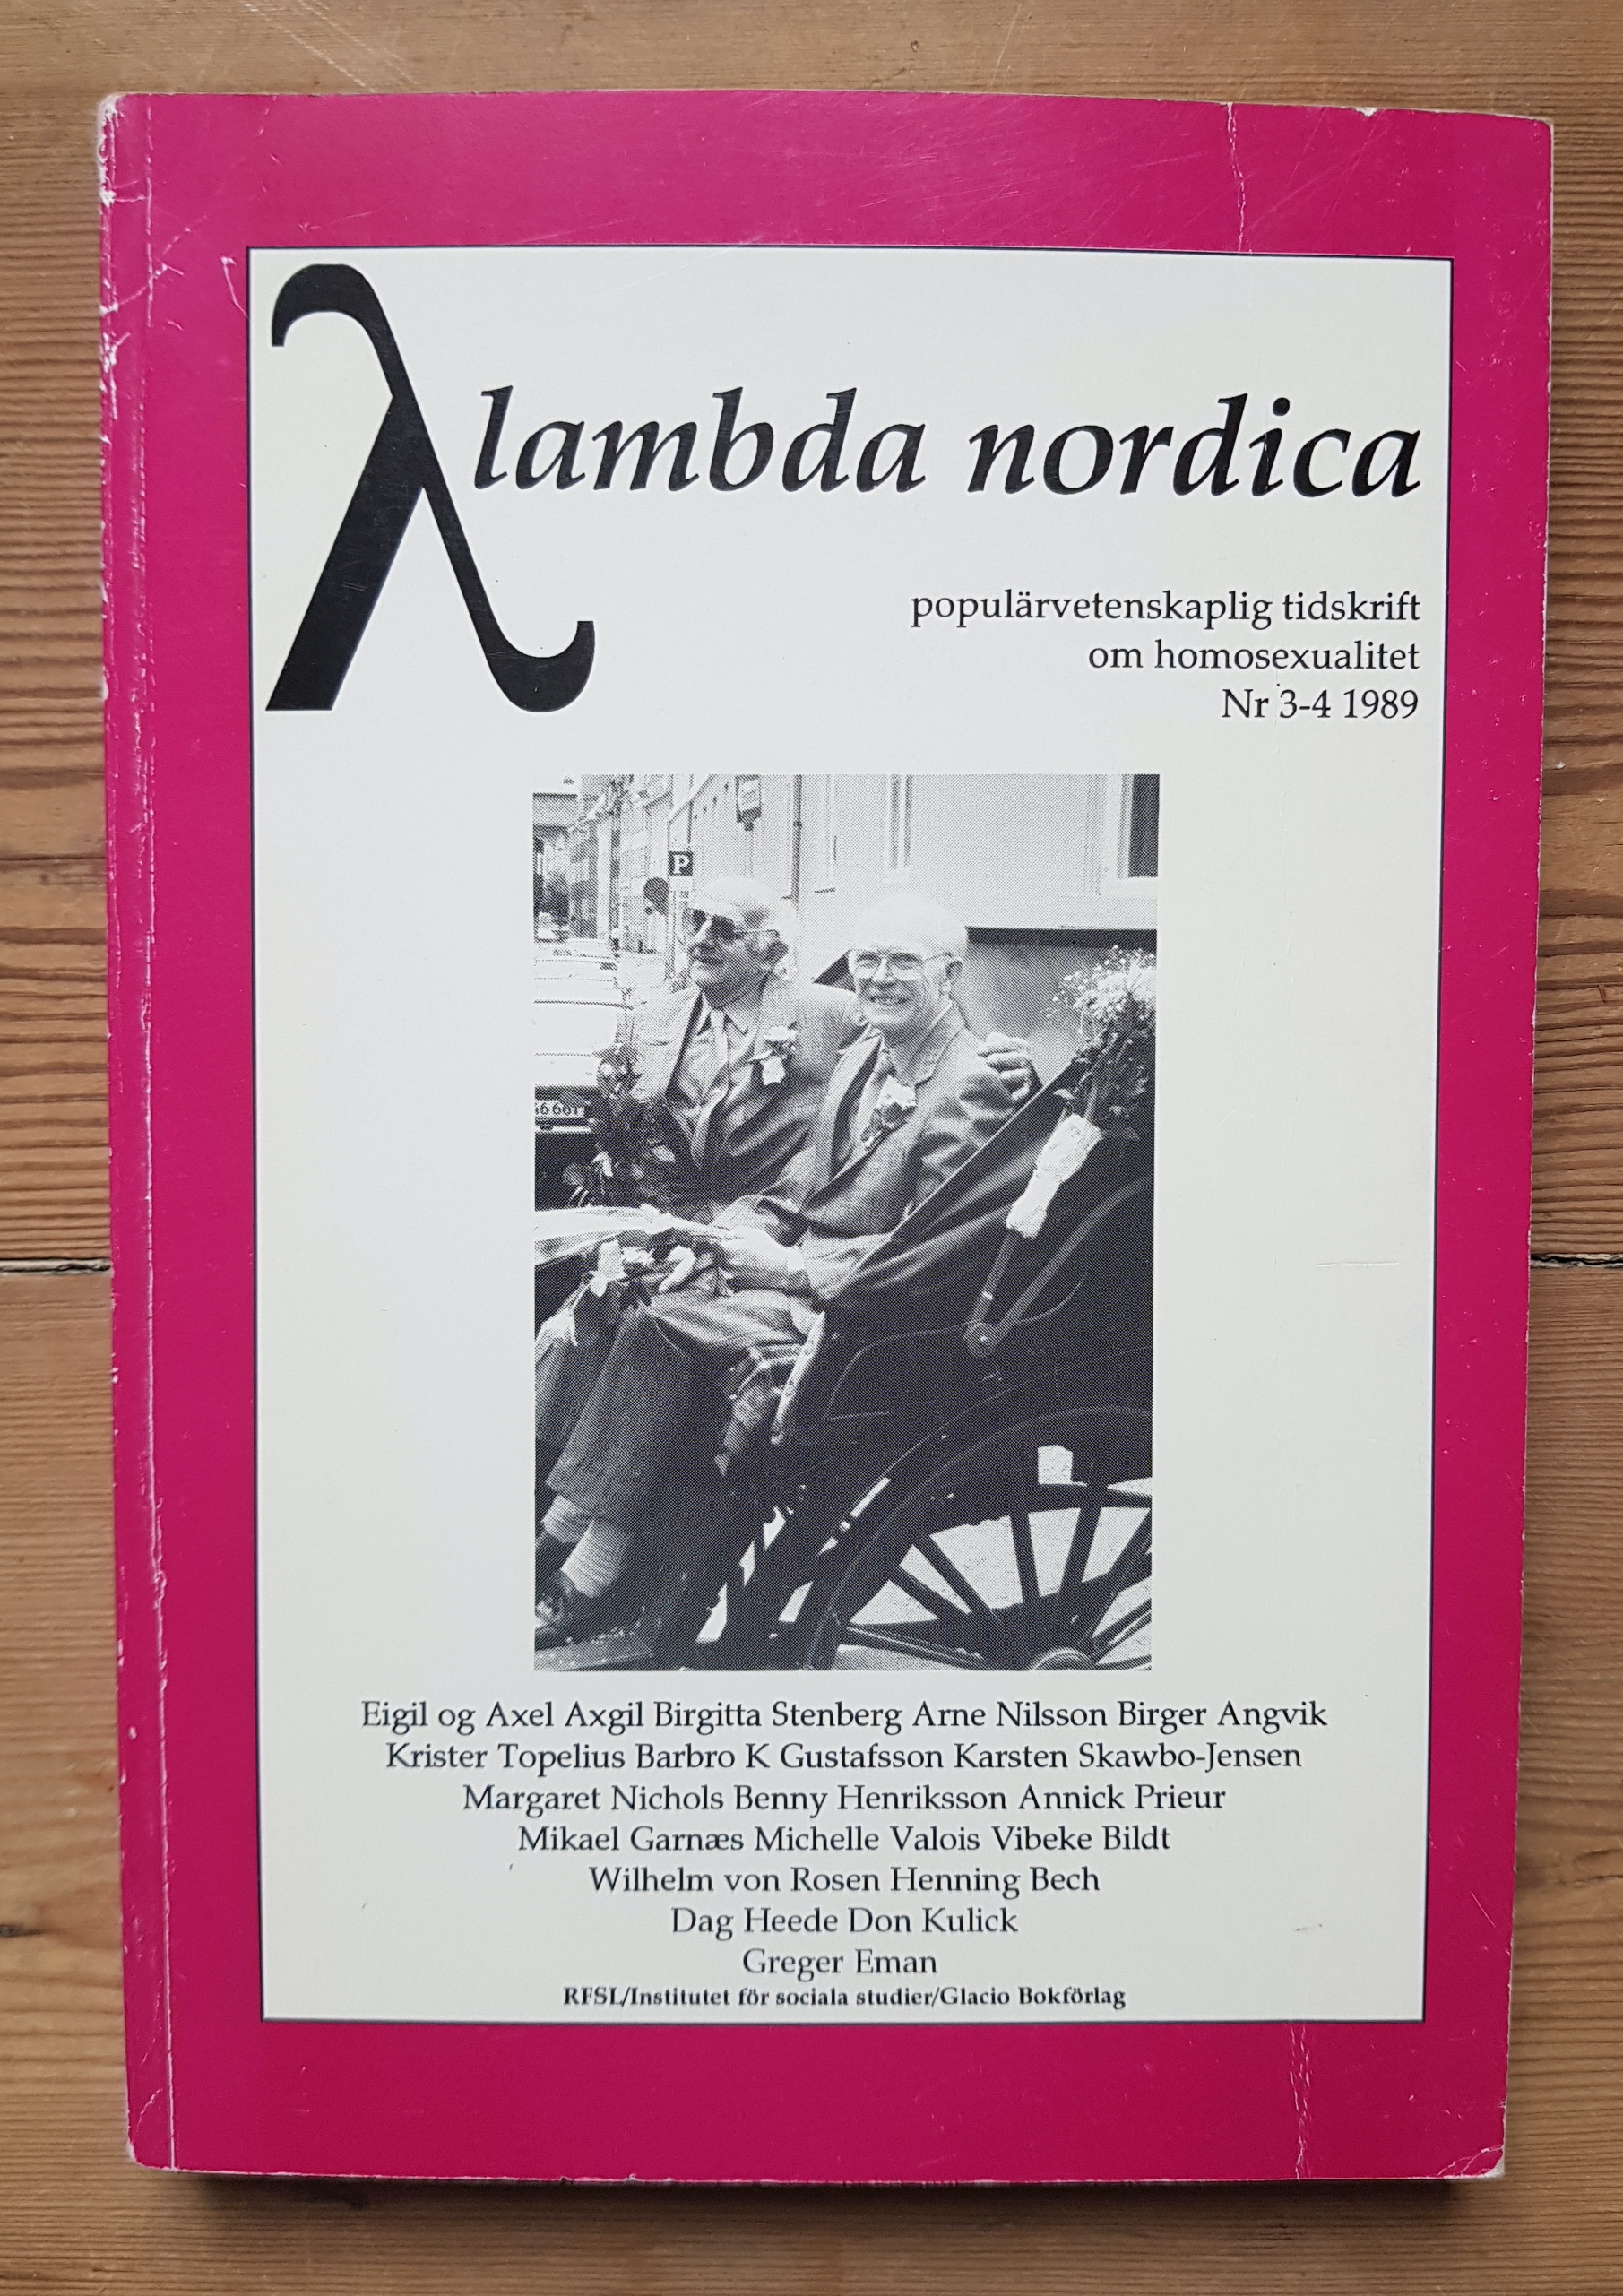 λ
lambda nordica
populärvetenskaplig tidskrift
om homosexualitet
Nr 3-4 1989
P
6 661
Eigil og Axel Axgil Birgitta Stenberg Arne Nilsson Birger Angvik
Krister Topelius Barbro K Gustafsson Karsten Skawbo-Jensen
Margaret Nichols Benny Henriksson Annick Prieur
Mikael Garnæs Michelle Valois Vibeke Bildt
Wilhelm von Rosen Henning Bech
Dag Heede Don Kulick
Greger Eman
RFSL/Institutet för sociala studier/Glacio Bokförlag